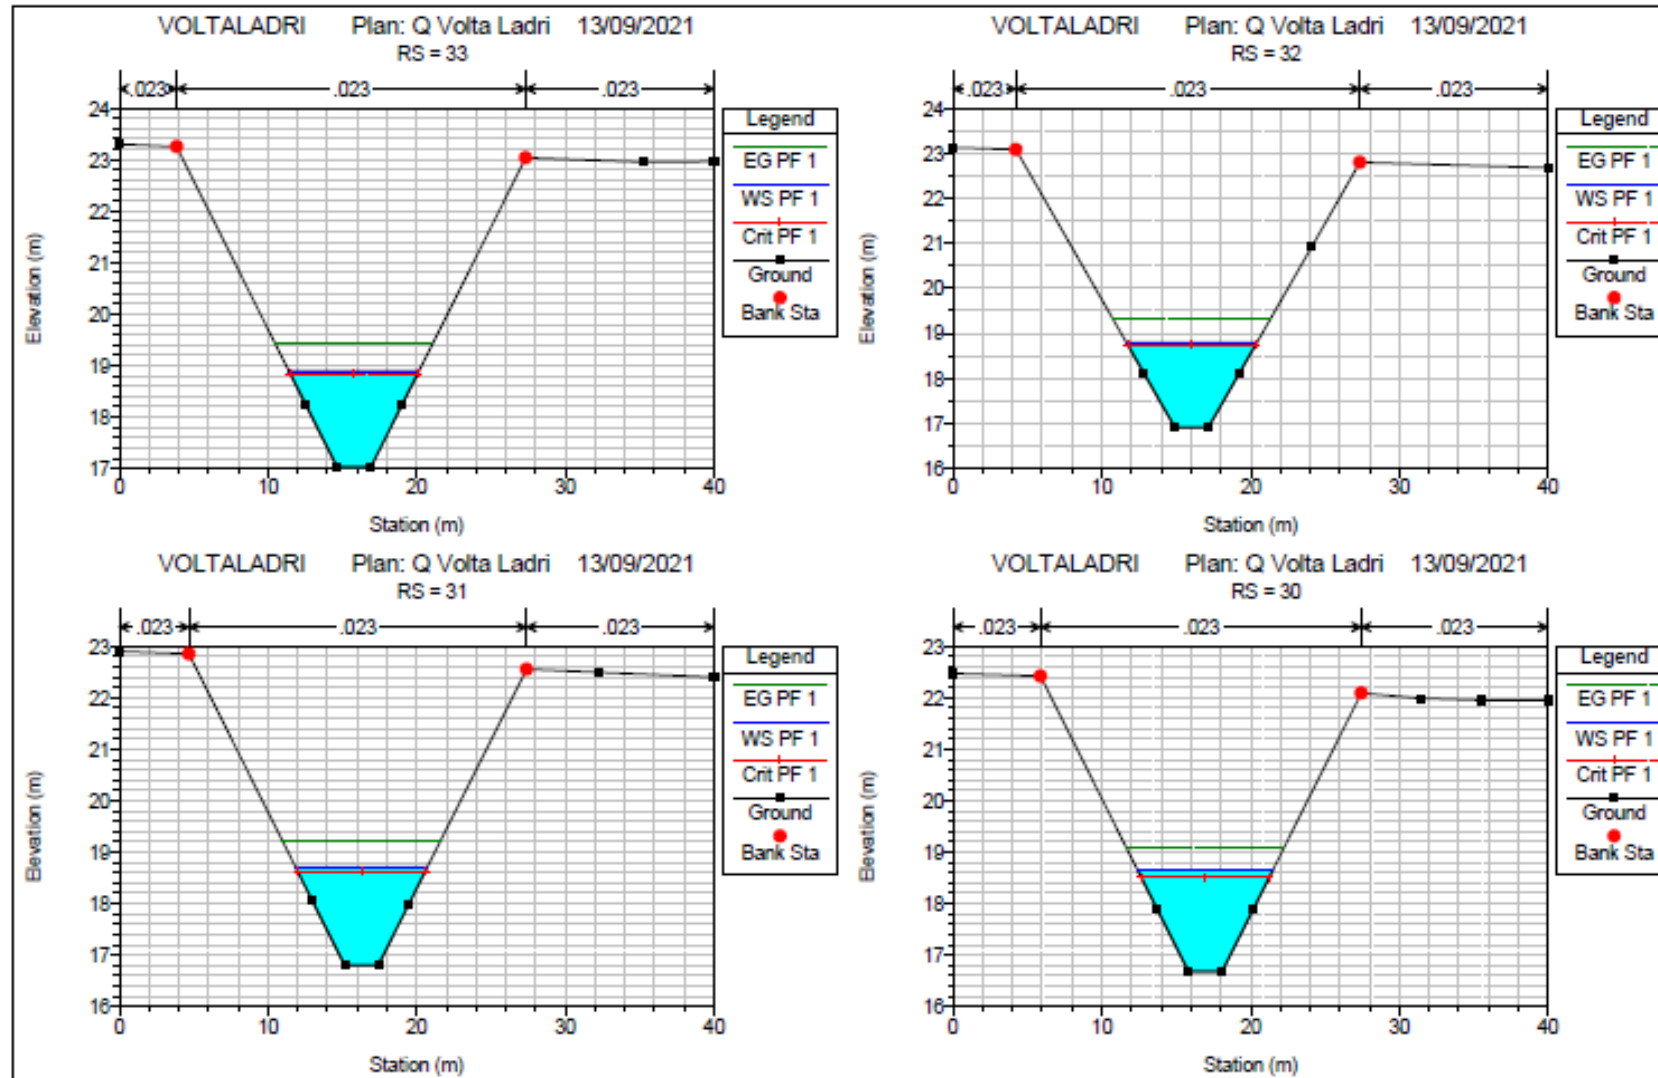 VOLTALADRI Plan: Q Volta Ladri 13/09/2021
RS = 33
.023 .023 .023
24
23
22
21
20
19
18
17
0 10 20 30 40
Elevation (m)
Station (m)
Legend
EG PF 1
WS PF 1
Crit PF 1
Ground
Bank Sta
VOLTALADRI Plan: Q Volta Ladri 13/09/2021
RS = 32
.023 .023 .023
24
23
22
21
20
19
18
17
16
0 10 20 30 40
Elevation (m)
Station (m)
Legend
EG PF 1
WS PF 1
Crit PF 1
Ground
Bank Sta
VOLTALADRI Plan: Q Volta Ladri 13/09/2021
RS = 31
.023 .023 .023
23
22
21
20
19
18
17
16
0 10 20 30 40
Elevation (m)
Station (m)
Legend
EG PF 1
WS PF 1
Crit PF 1
Ground
Bank Sta
VOLTALADRI Plan: Q Volta Ladri 13/09/2021
RS = 30
.023 .023 .023
23
22
21
20
19
18
17
16
0 10 20 30 40
Elevation (m)
Station (m)
Legend
EG PF 1
WS PF 1
Crit PF 1
Ground
Bank Sta